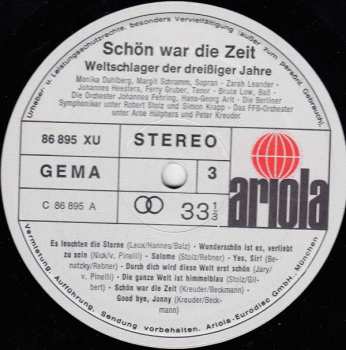 Urheber- u. Leistungsschutzrechte, besonders Vervielfältigung (außer zum persönl.
Schön war die Zeit
Weltschlager der dreißiger Jahre
Monika Dahlberg, Margit Schramm, Sopran - Zarah Leander -
Johannes Heesters, Ferry Gruber, Tenor - Bruce Low, Baß -
Die Orchester Johannes Fehring, Hans-Georg Arlt - Die Berliner
Symphoniker unter Robert Stolz und Simon Krapp - Das FFB-Orchester
unter Arne Hülphers und Peter Kreuder
86 895 XU
STEREO
GEMA
3
C 86 895 A
33 1/3
ariola
Es leuchten die Sterne (Leux/Hannes/Balz) - Wunderschön ist es, verliebt
zu sein (Nick/v. Pinelli) - Salome (Stolz/Rebner) - Yes, Sir! (Be-
natzky/Rebner) - Durch dich wird diese Welt erst schön (Jary/
v. Pinelli) - Die ganze Welt ist himmelblau (Stolz/Gil-
bert) - Schön war die Zeit (Kreuder/Beckmann)
Good bye, Jonny (Kreuder/Beck-
mann)
Vermietung, Aufführung, Sendung vorbehalten. Ariola-Eurodisc GmbH., München